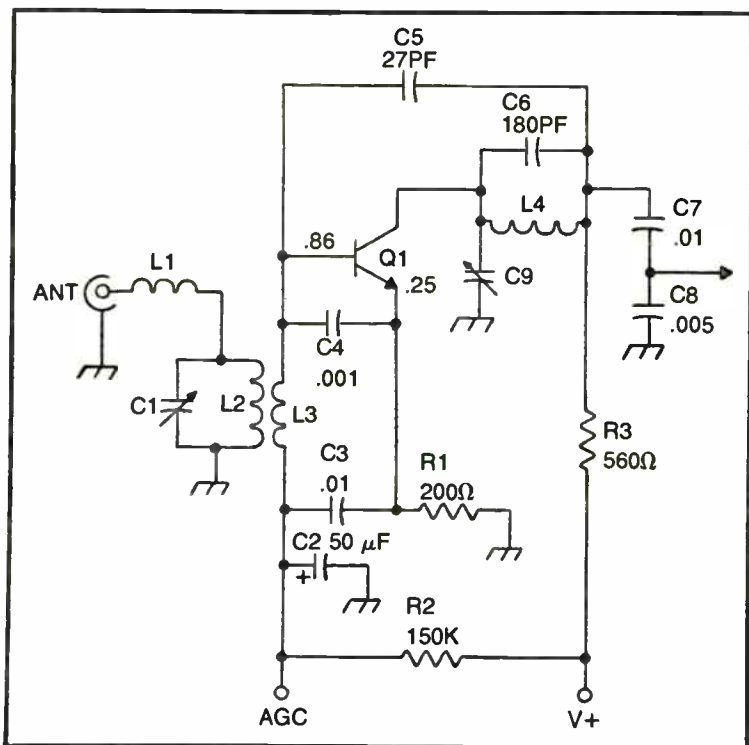 C5
27PF
C6
180PF
L4
C7
.01
.86
Q1
.25
C9
C8
.005
ANT
L1
C4
.001
C1
L2
L3
C3
.01
R1
200Ω
R3
560Ω
C2 50 µF
+
R2
150K
AGC
V+